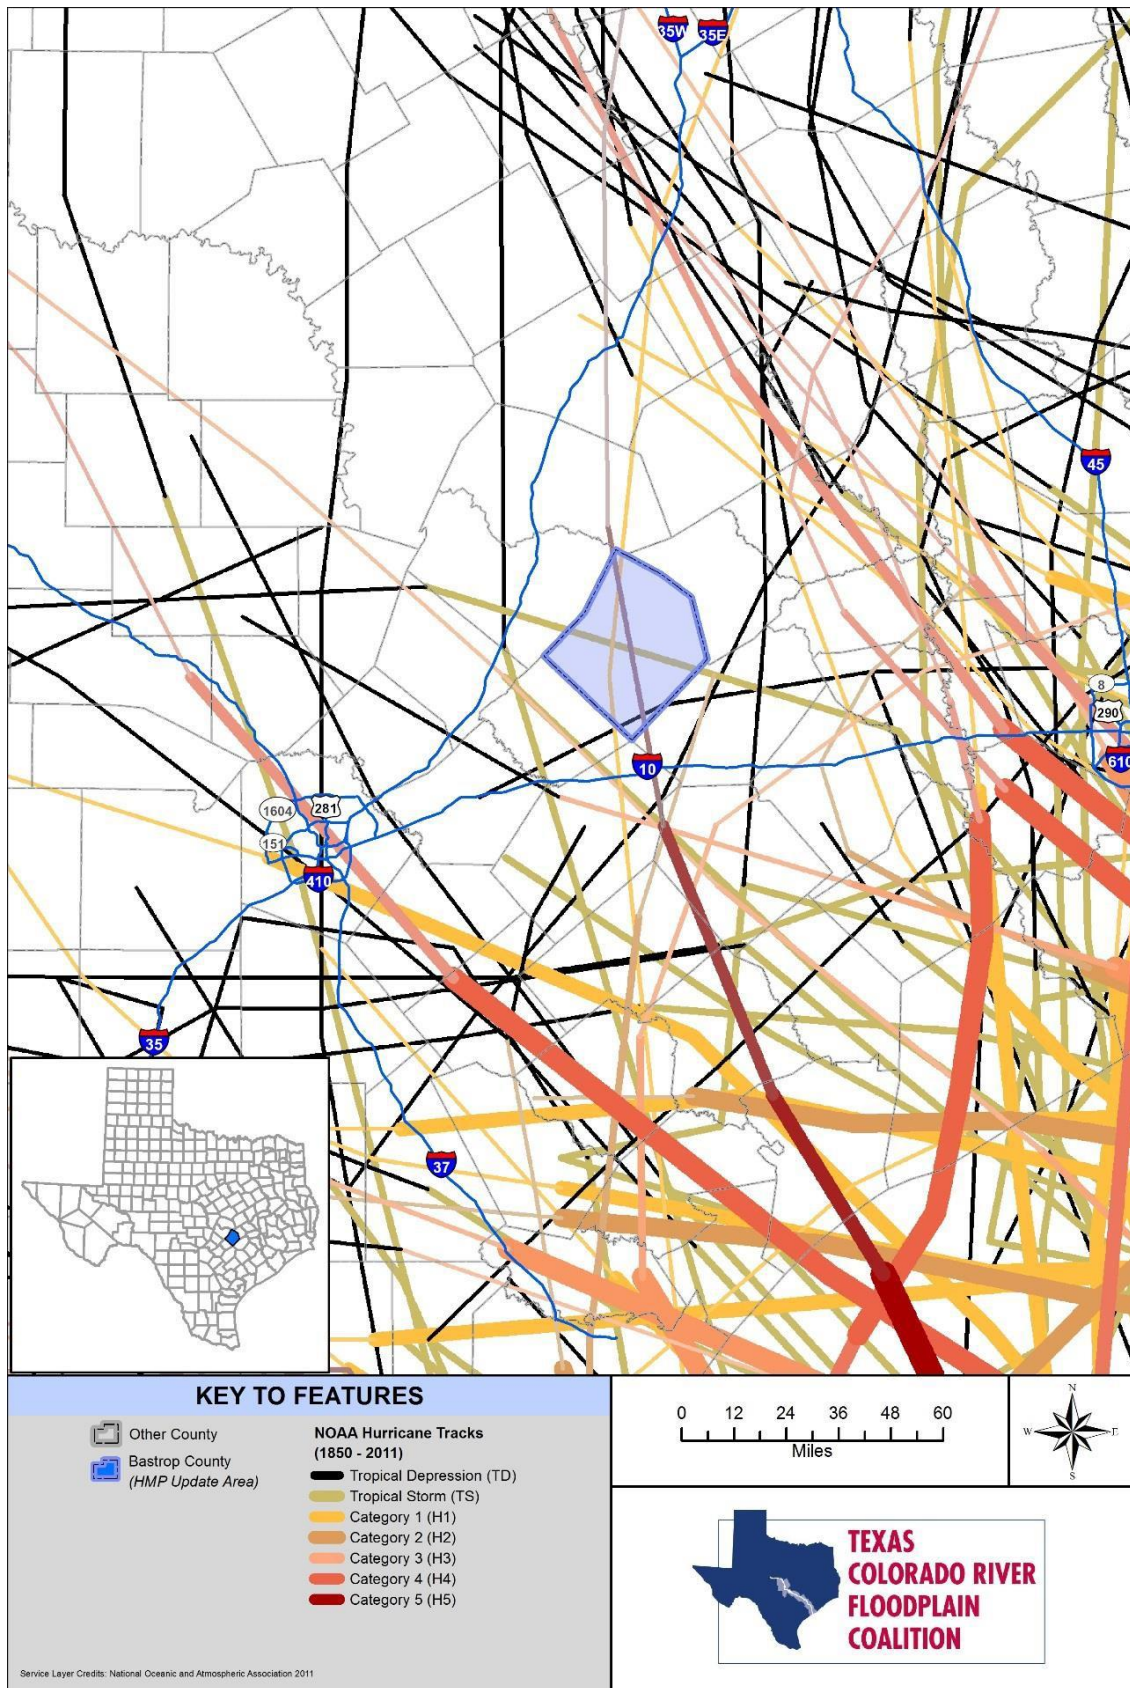 35W
35E
45
8
290
610
10
1604
281
151
410
35
37
KEY TO FEATURES
Other County
Bastrop County
(HMP Update Area)
NOAA Hurricane Tracks
(1850 - 2011)
Tropical Depression (TD)
Tropical Storm (TS)
Category 1 (H1)
Category 2 (H2)
Category 3 (H3)
Category 4 (H4)
Category 5 (H5)
Service Layer Credits: National Oceanic and Atmospheric Association 2011
0 12 24 36 48 60
Miles
N
W E
S
TEXAS
COLORADO RIVER
FLOODPLAIN
COALITION